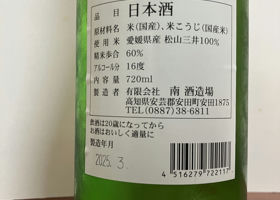 品目 日本酒
原材料名 米(国産)、米こうじ(国産米)
使用米 愛媛県産 松山三井100%
精米歩合 60%
アルコール分 16度
内容量 720ml
製造者 有限会社 南酒造場
高知県安芸郡安田町安田1875
TEL(0887)38-6811
飲酒は20歳になってから
お酒はおいしく適量に
製造年月
2025. 3.
4 516279 722117